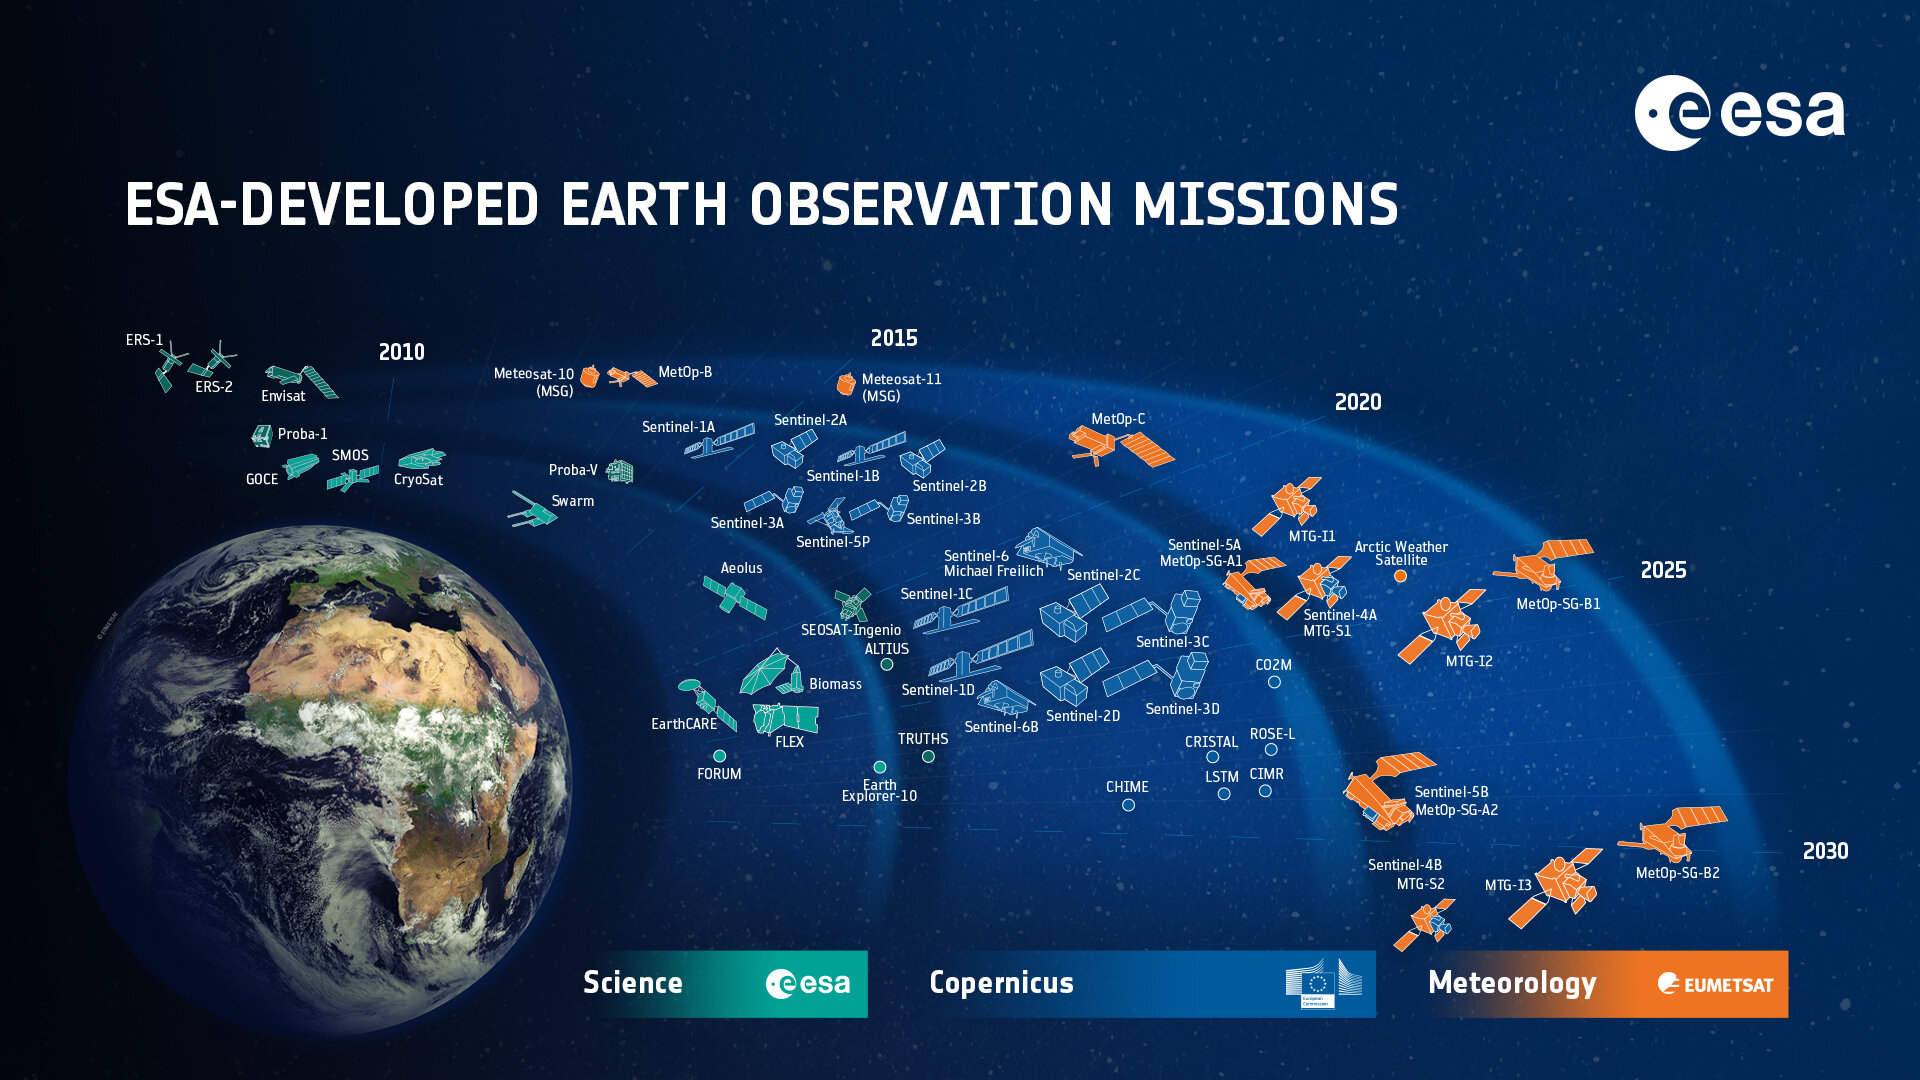 esa
ESA-DEVELOPED EARTH OBSERVATION MISSIONS
2010
2015
2020
2025
2030
ERS-1
ERS-2
Envisat
Proba-1
GOCE
SMOS
CryoSat
Meteosat-10
(MSG)
MetOp-B
Meteosat-11
(MSG)
MetOp-C
Proba-V
Swarm
Sentinel-1A
Sentinel-2A
Sentinel-1B
Sentinel-2B
Sentinel-3A
Sentinel-5P
Sentinel-3B
Aeolus
SEOSAT-Ingenio
ALTIUS
Sentinel-6
Michael Freilich
Sentinel-2C
Sentinel-1C
Sentinel-3C
Sentinel-1D
Sentinel-6B
Sentinel-2D
Sentinel-3D
Sentinel-5A
MetOp-SG-A1
MTG-I1
Arctic Weather
Satellite
Sentinel-4A
MTG-S1
MTG-I2
MetOp-SG-B1
EarthCARE
Biomass
FLEX
FORUM
TRUTHS
Earth
Explorer-10
CO2M
CRISTAL
ROSE-L
LSTM
CIMR
CHIME
Sentinel-5B
MetOp-SG-A2
Sentinel-4B
MTG-S2
MTG-I3
MetOp-SG-B2
© EUMETSAT
Science
esa
Copernicus
European
Commission
Meteorology
EUMETSAT